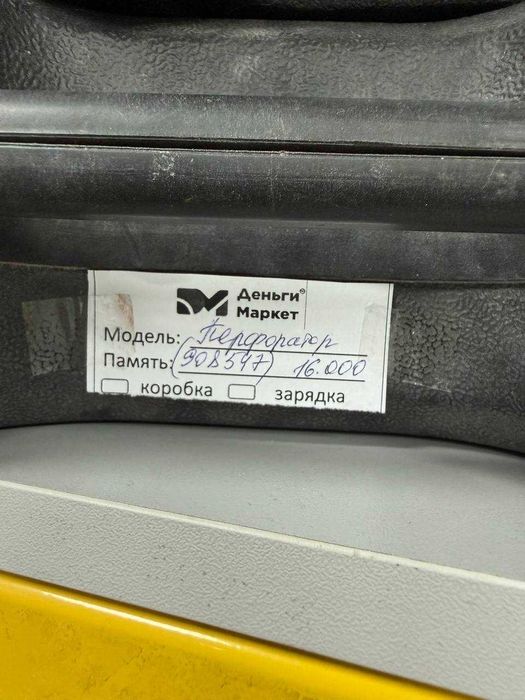 Деньги®
Маркет
Модель: Перфоратор
Память: (908547) 16.000
коробка зарядка